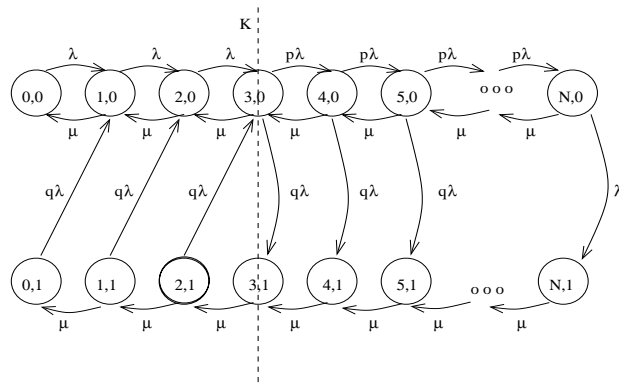 K
λ λ λ pλ pλ pλ pλ
0,0 1,0 2,0 3,0 4,0 5,0 o o o N,0
μ μ μ μ μ μ μ
qλ qλ qλ qλ qλ qλ λ
0,1 1,1 2,1 3,1 4,1 5,1 o o o N,1
μ μ μ μ μ μ μ